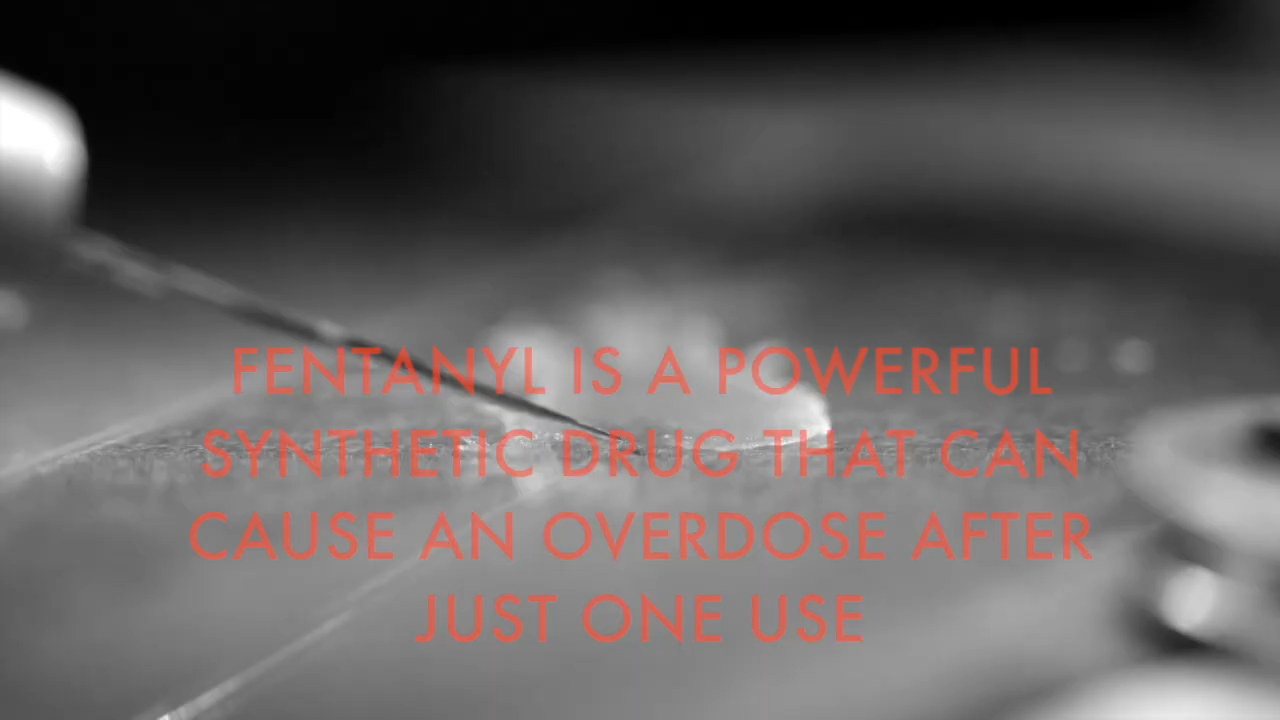 FENTANYL IS A POWERFUL
SYNTHETIC DRUG THAT CAN
CAUSE AN OVERDOSE AFTER
JUST ONE USE